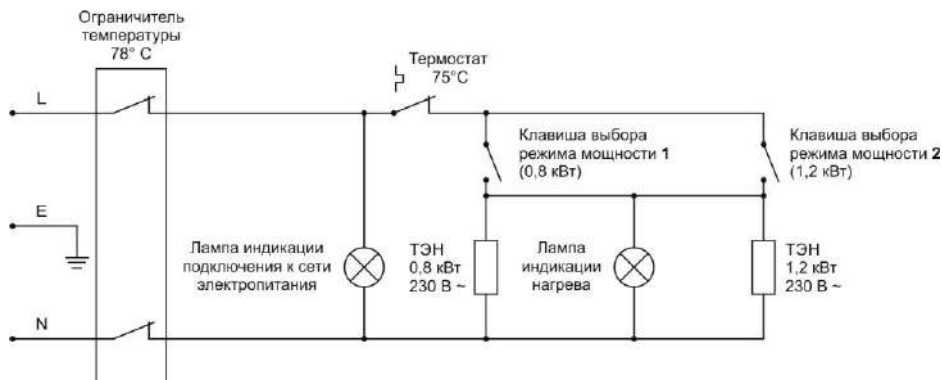 Ограничитель
температуры
78° C
Термостат
75°C
L
Клавиша выбора
режима мощности 1
(0,8 кВт)
Клавиша выбора
режима мощности 2
(1,2 кВт)
E
Лампа индикации
подключения к сети
электропитания
ТЭН
0,8 кВт
230 В ~
Лампа
индикации
нагрева
ТЭН
1,2 кВт
230 В ~
N